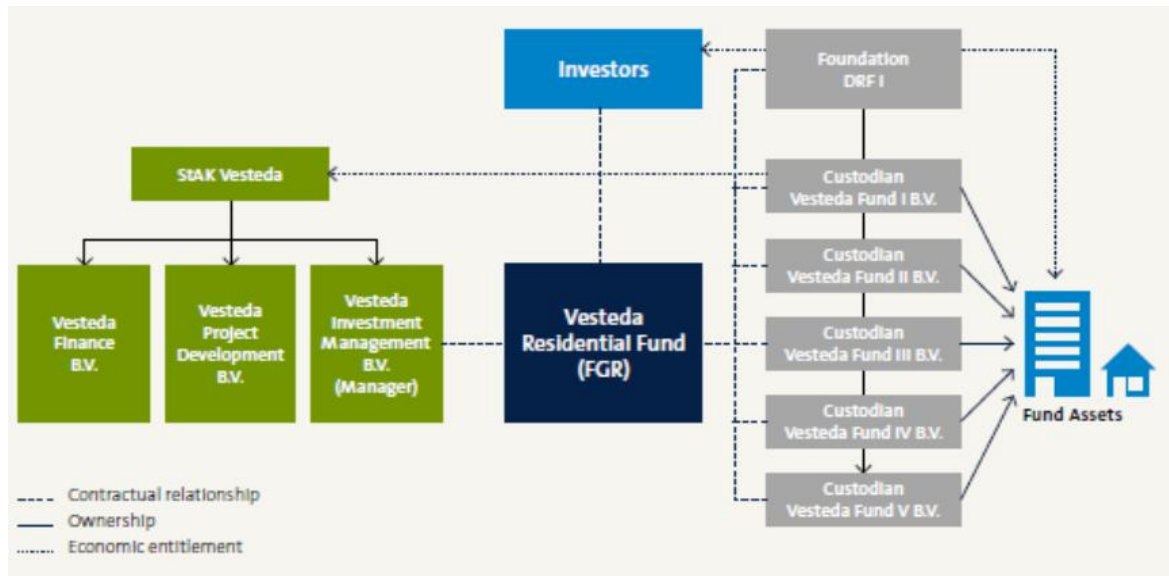 Investors
Foundation
DRF I
StAK Vesteda
Custodian
Vesteda Fund I B.V.
Custodian
Vesteda Fund II B.V.
Vesteda
Finance
B.V.
Vesteda
Project
Development
B.V.
Vesteda
Investment
Management
B.V.
(Manager)
Vesteda
Residential Fund
(FGR)
Custodian
Vesteda Fund III B.V.
Custodian
Vesteda Fund IV B.V.
Custodian
Vesteda Fund V B.V.
Fund Assets
Contractual relationship
Ownership
Economic entitlement